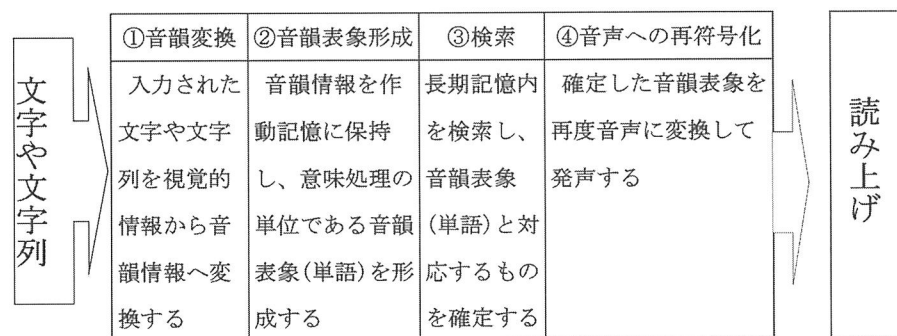 文字や文字列
①音韻変換
入力された
文字や文字
列を視覚的
情報から音
韻情報へ変
換する
②音韻表象形成
音韻情報を作
動記憶に保持
し、意味処理の
単位である音韻
表象(単語)を形
成する
③検索
長期記憶内
を検索し、
音韻表象
(単語)と対
応するもの
を確定する
④音声への再符号化
確定した音韻表象を
再度音声に変換して
発声する
読み上げ